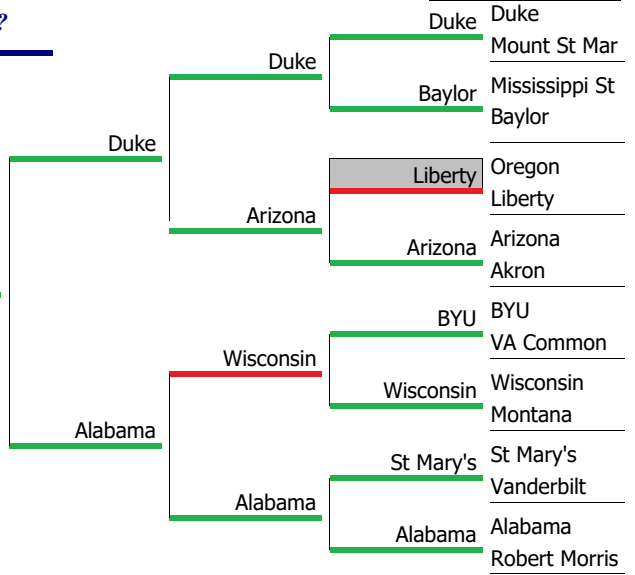 ?
Duke
Mount St Mar
Mississippi St
Baylor
Oregon
Liberty
Arizona
Akron
BYU
VA Common
Wisconsin
Montana
St Mary's
Vanderbilt
Alabama
Robert Morris
Duke
Baylor
Liberty
Arizona
BYU
Wisconsin
St Mary's
Alabama
Duke
Arizona
Wisconsin
Alabama
Duke
Alabama